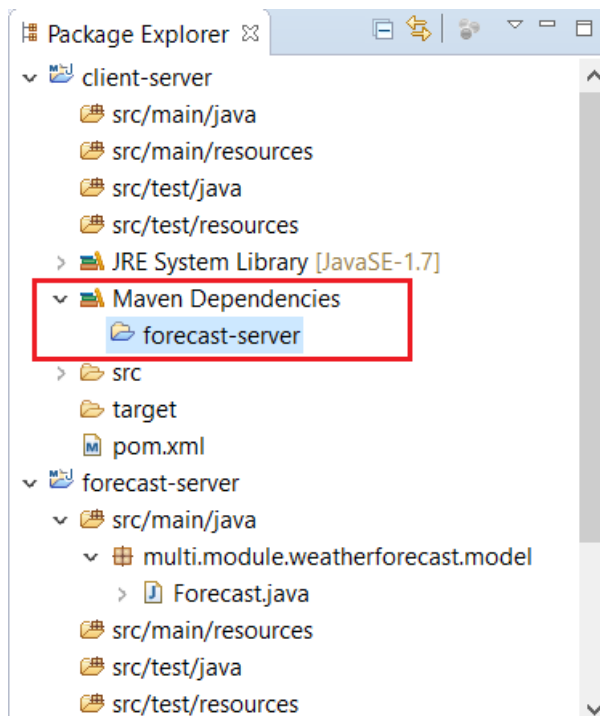 Package Explorer
client-server
src/main/java
src/main/resources
src/test/java
src/test/resources
JRE System Library [JavaSE-1.7]
Maven Dependencies
forecast-server
src
target
pom.xml
forecast-server
src/main/java
multi.module.weatherforecast.model
Forecast.java
src/main/resources
src/test/java
src/test/resources